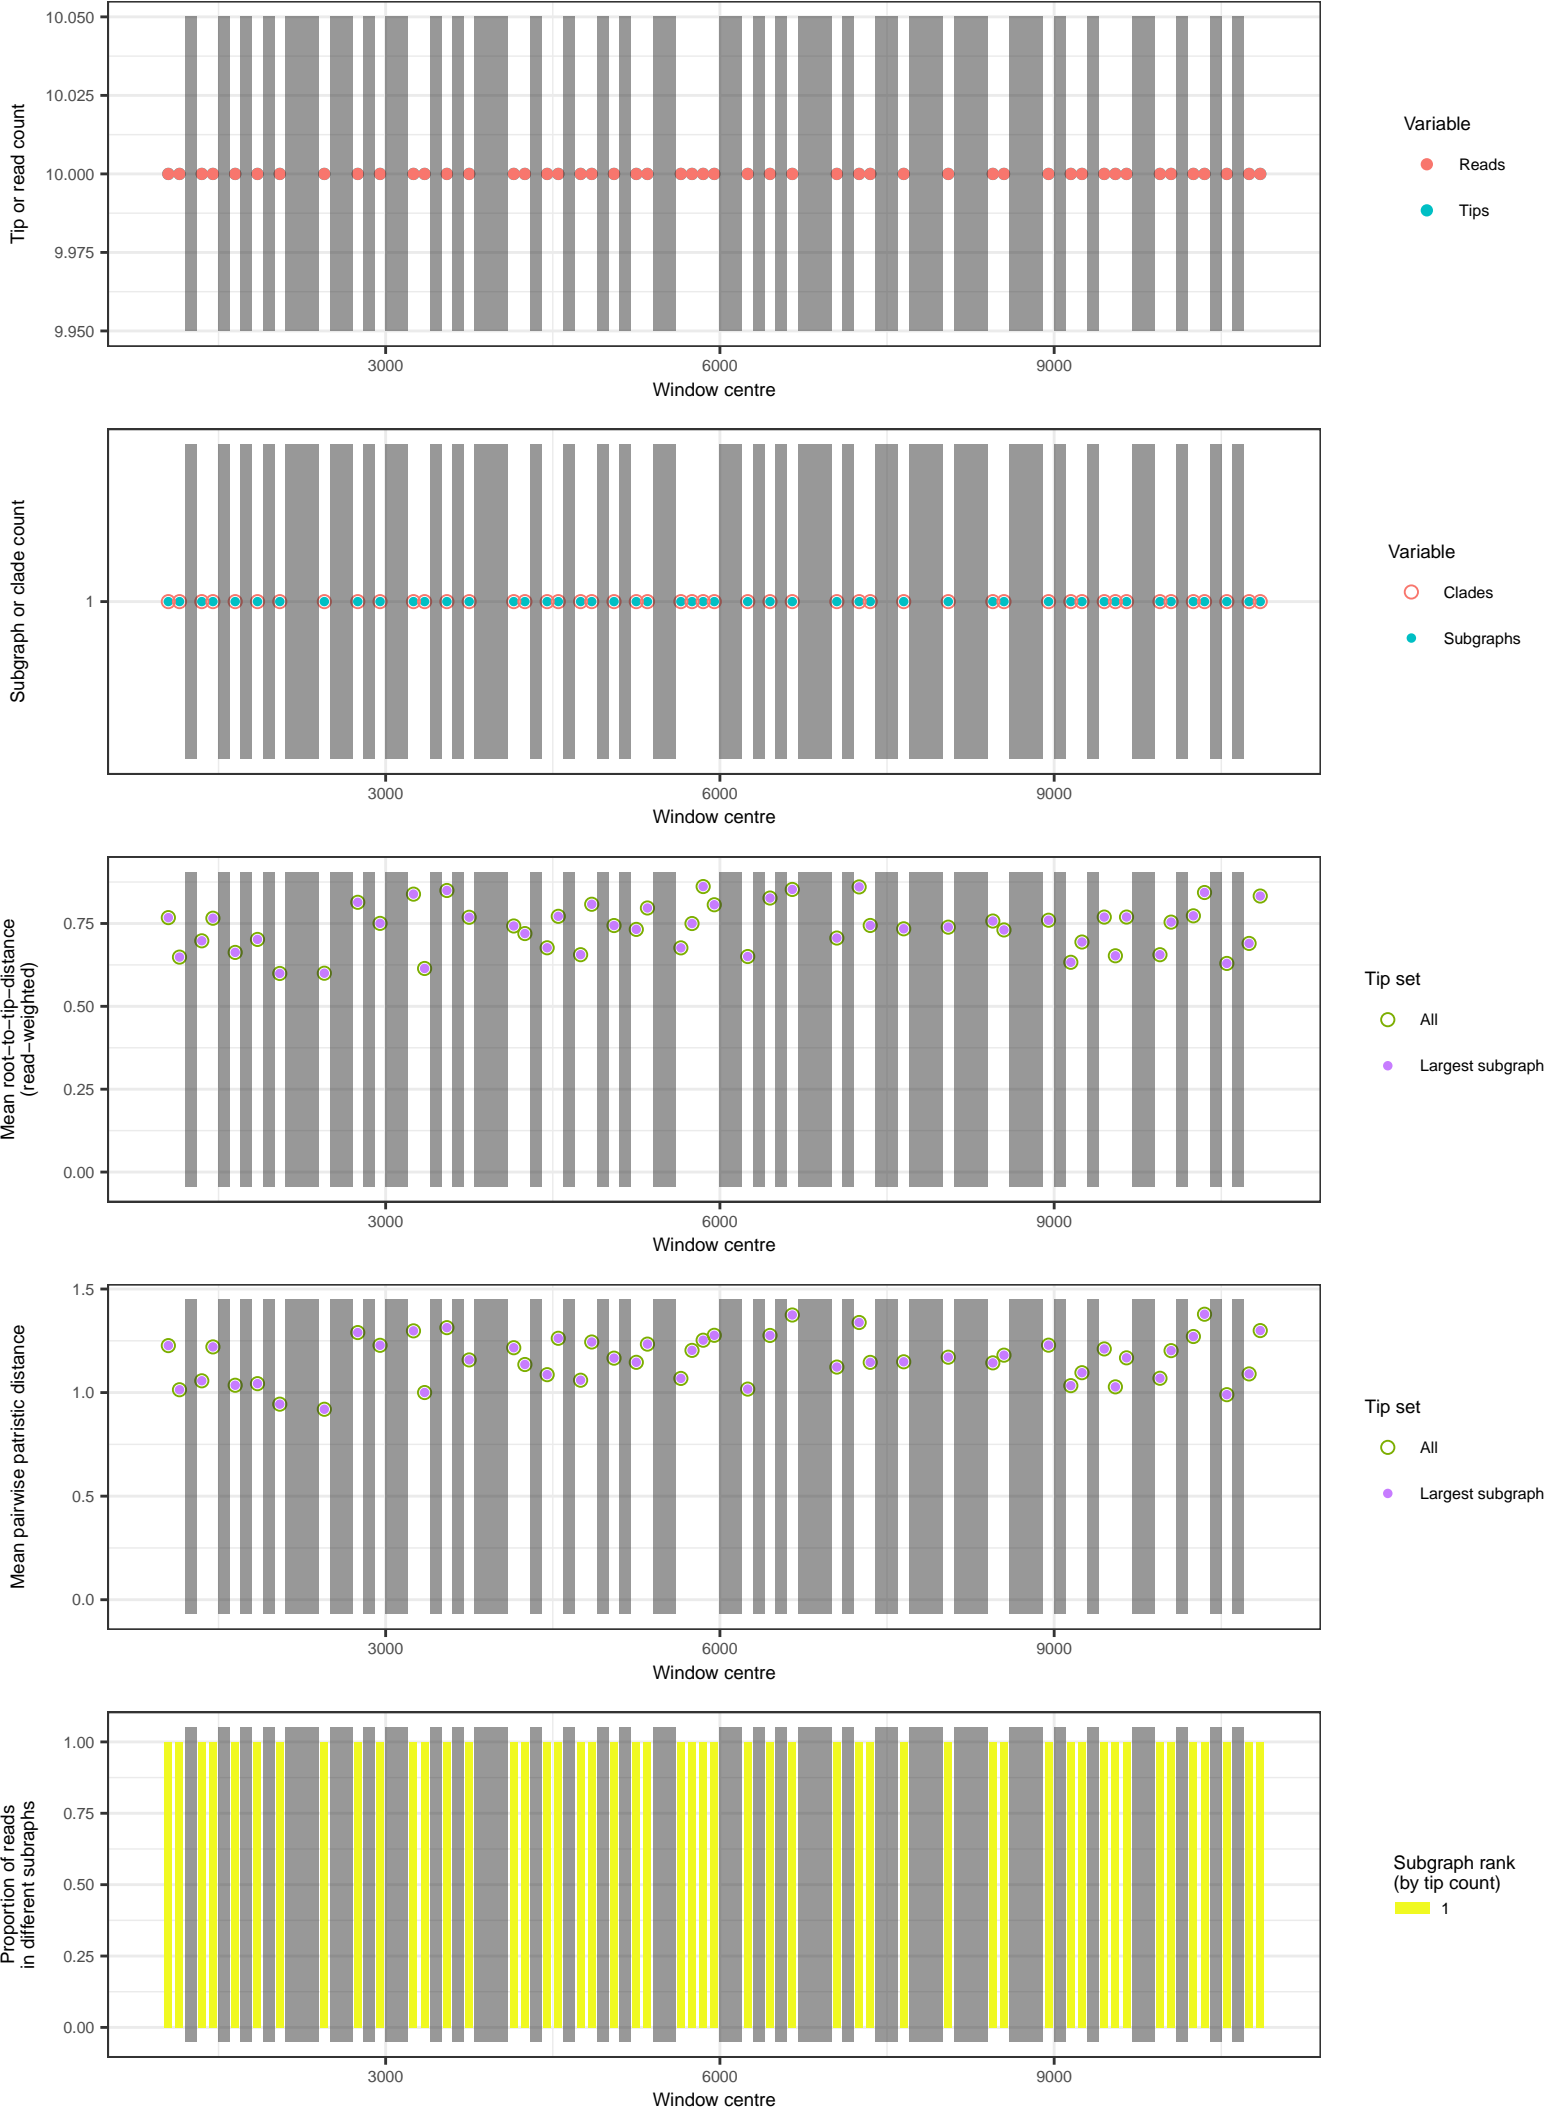 10.050
10.025
10.000
9.975
9.950
Tip or read count
3000
6000
9000
Window centre
Variable
Reads
Tips
Subgraph or clade count
1
3000
6000
9000
Window centre
Variable
Clades
Subgraphs
Mean root−to−tip−distance
(read−weighted)
0.75
0.50
0.25
0.00
3000
6000
9000
Window centre
Tip set
All
Largest subgraph
Mean pairwise patristic distance
1.5
1.0
0.5
0.0
3000
6000
9000
Window centre
Tip set
All
Largest subgraph
Proportion of reads
in different subraphs
1.00
0.75
0.50
0.25
0.00
3000
6000
9000
Window centre
Subgraph rank
(by tip count)
1